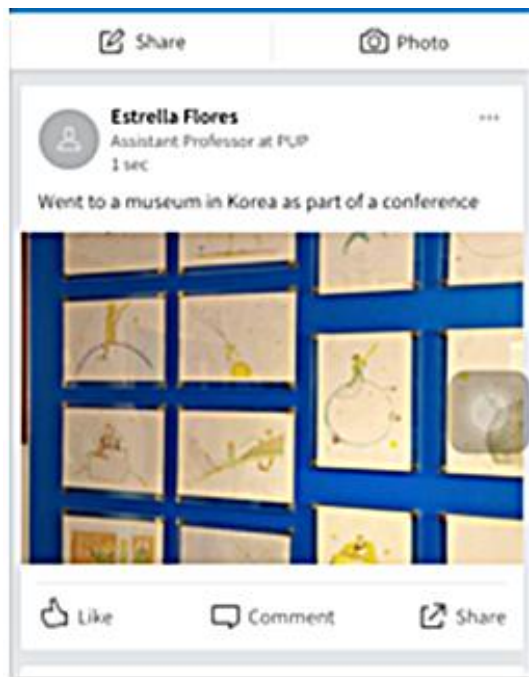 Share
Photo
Estrella Flores
Assistant Professor at PUP
1 sec
Went to a museum in Korea as part of a conference
Like
Comment
Share